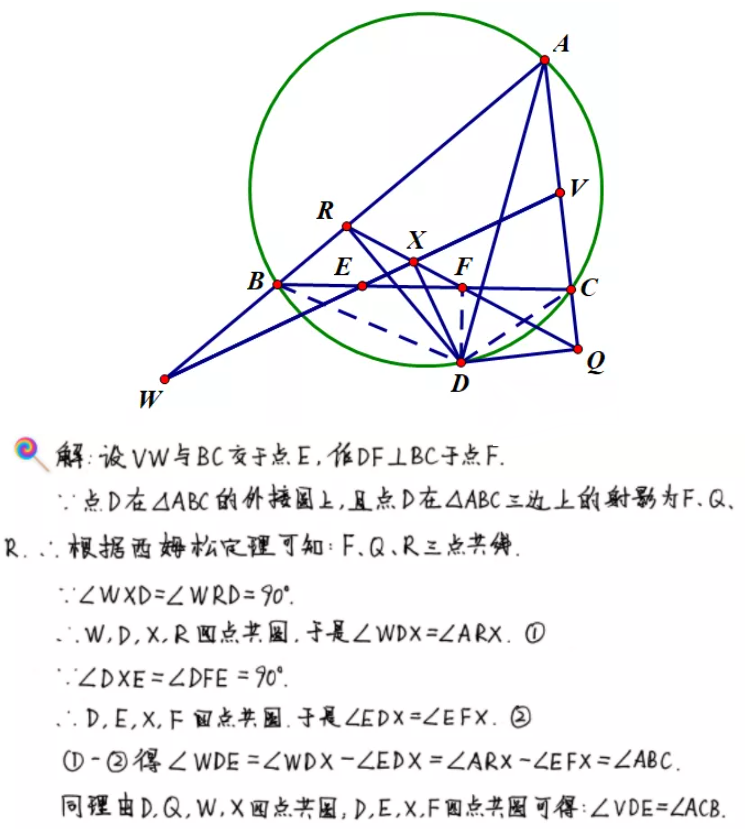 A
V
R
X
B
E
F
C
Q
D
W
解:设VW与BC交于点E,作DF⊥BC于点F.
∵点D在△ABC的外接圆上,且点D在△ABC三边上的射影为F、Q、
R.∴根据西姆松定理可知:F、Q、R三点共线.
∵∠WXD=∠WRD=90°.
∴W,D,X,R四点共圆.于是∠WDX=∠ARX. ①
∵∠DXE=∠DFE=90°.
∴D,E,X,F四点共圆.于是∠EDX=∠EFX. ②
①-②得∠WDE=∠WDX-∠EDX=∠ARX-∠EFX=∠ABC.
同理由D,Q,W,X四点共圆,D,E,X,F四点共圆可得:∠VDE=∠ACB.